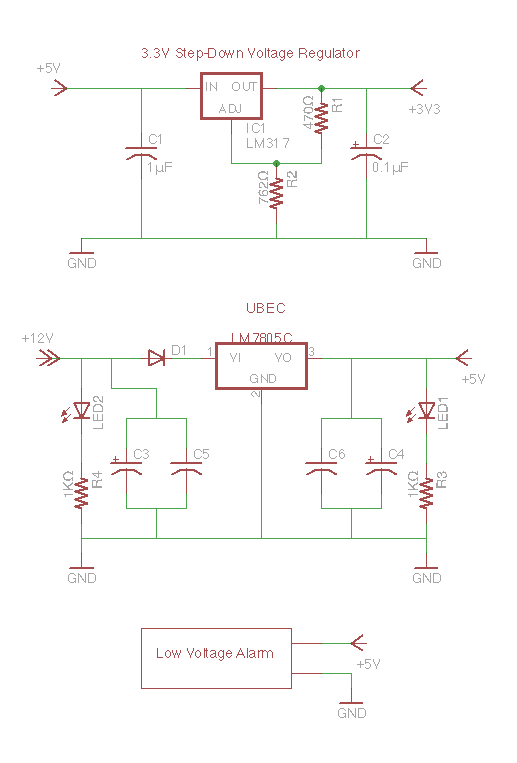 3.3V Step-Down Voltage Regulator
+5V
IN OUT
ADJ
IC1
LM317
470Ω
R1
+3V3
C1
1µF
C2
+
0.1µF
762Ω
R2
GND
GND
UBEC
+12V
D1
LM7805C
1
VI VO
3
GND
2
+5V
LED2
LED1
+
C3
C5
C6
+
C4
1KΩ
R4
1KΩ
R3
GND
GND
Low Voltage Alarm
+5V
GND